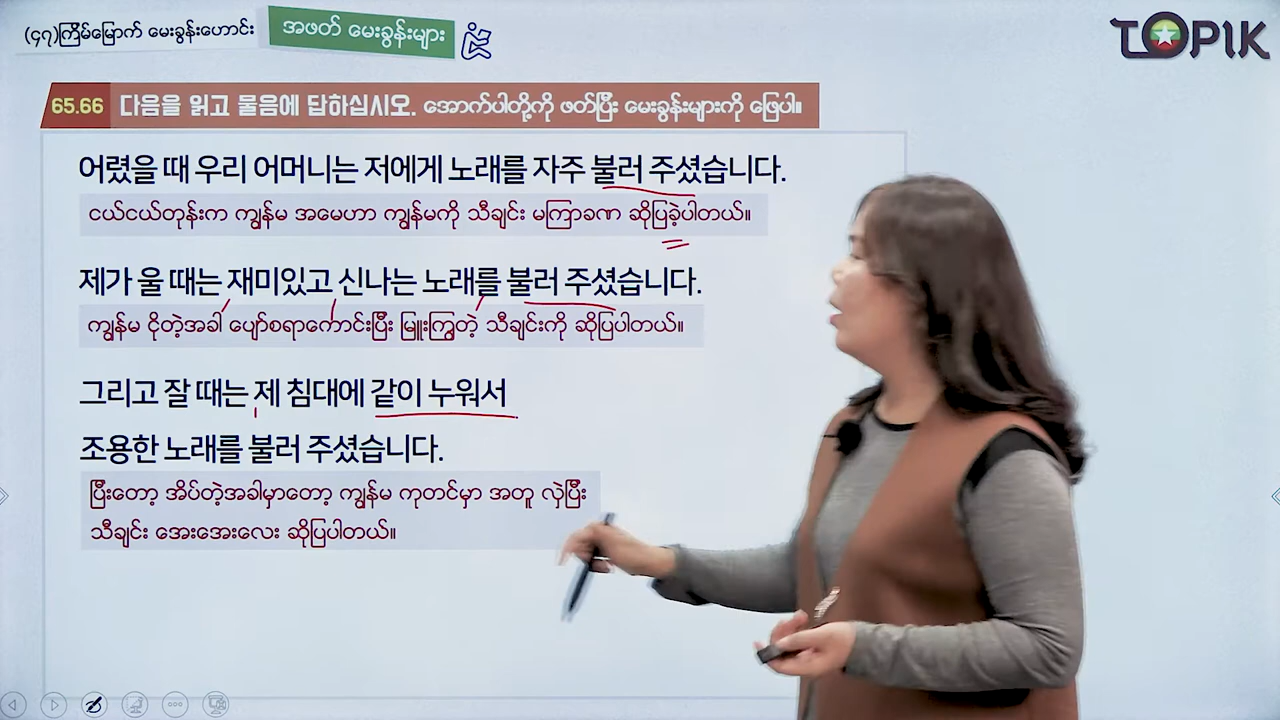 (၄၇)ကြိမ်မြောက် မေးခွန်းဟောင်း
အဖတ် မေးခွန်းများ
TOPIK
65.66 다음을 읽고 물음에 답하십시오. အောက်ပါတို့ကို ဖတ်ပြီး မေးခွန်းများကို ဖြေပါ။
어렸을 때 우리 어머니는 저에게 노래를 자주 불러 주셨습니다.
ငယ်ငယ်တုန်းက ကျွန်မ အမေဟာ ကျွန်မကို သီချင်း မကြာခဏ ဆိုပြခဲ့ပါတယ်။
제가 울 때는 재미있고 신나는 노래를 불러 주셨습니다.
ကျွန်မ ငိုတဲ့အခါ ပျော်စရာကောင်းပြီး မြူးကြွတဲ့ သီချင်းကို ဆိုပြပါတယ်။
그리고 잘 때는 제 침대에 같이 누워서
조용한 노래를 불러 주셨습니다.
ပြီးတော့ အိပ်တဲ့အခါမှာတော့ ကျွန်မ ကုတင်မှာ အတူ လှဲပြီး
သီချင်း အေးအေးလေး ဆိုပြပါတယ်။